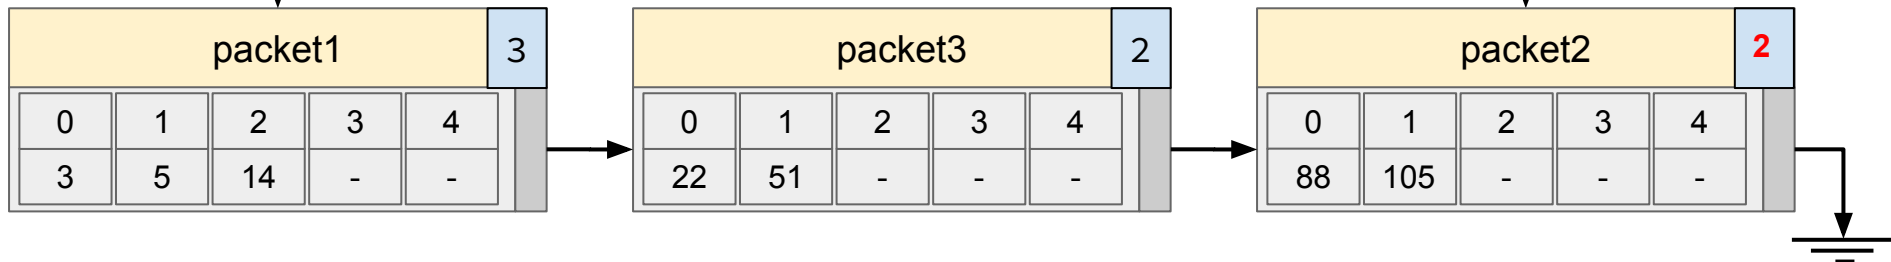 packet1 3 packet3 2 packet2 2
0 1 2 3 4 0 1 2 3 4 0 1 2 3 4
3 5 14 - - 22 51 - - - 88 105 - - -